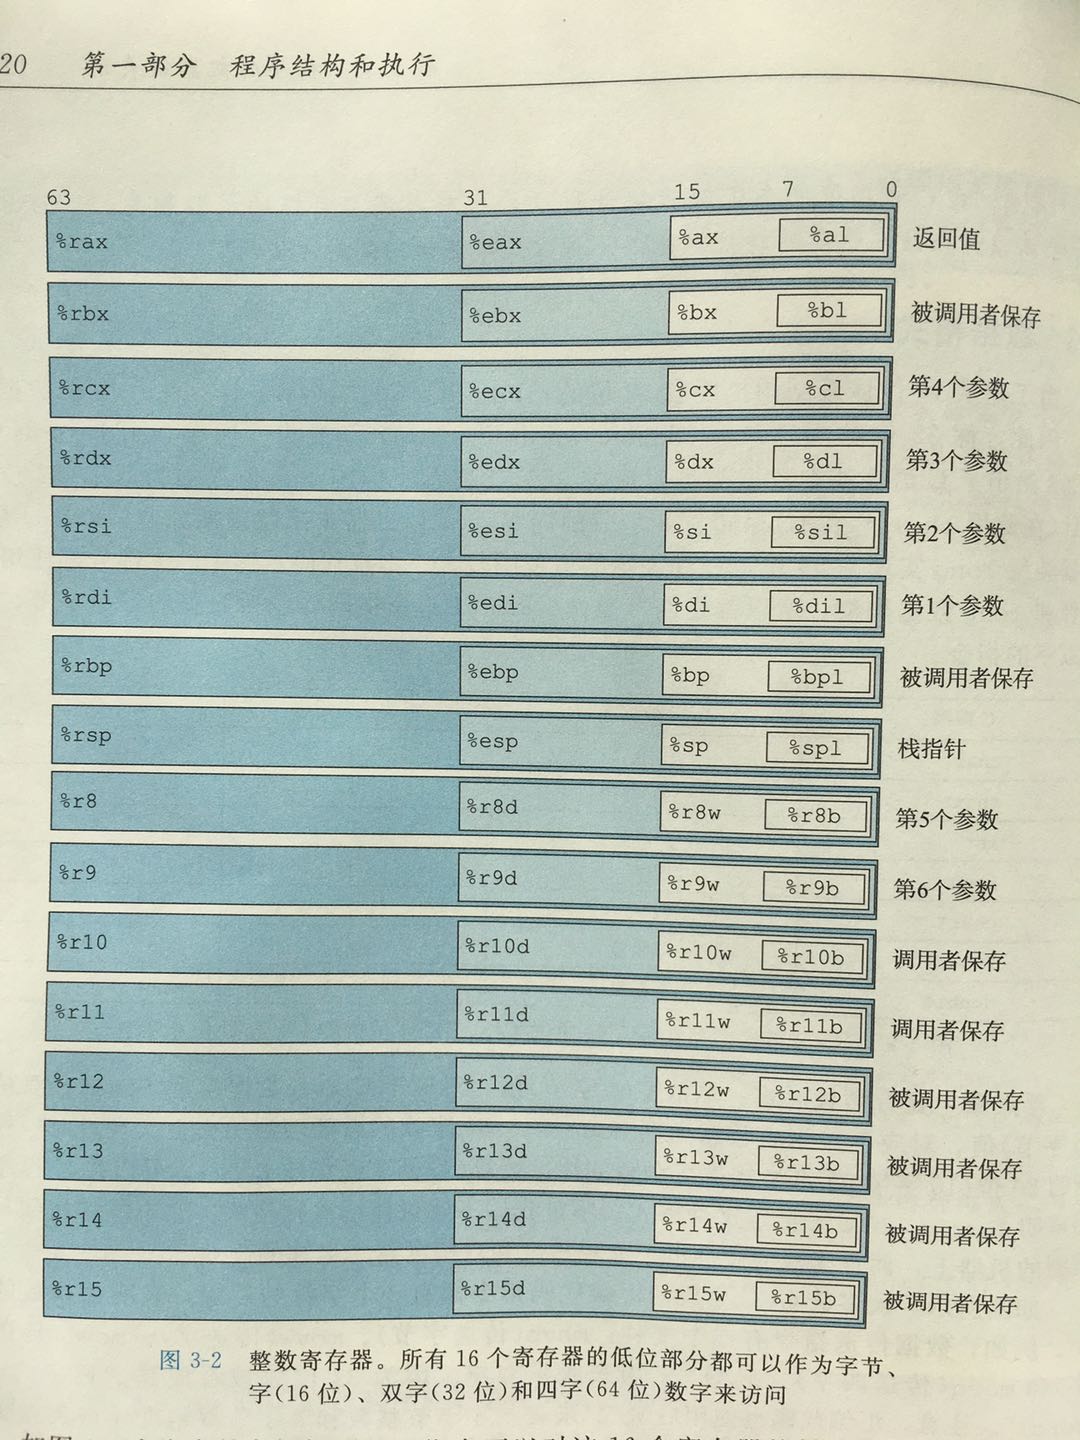 20 第一部分 程序结构和执行
63 31 15 7 0
%rax %eax %ax %al 返回值
%rbx %ebx %bx %bl 被调用者保存
%rcx %ecx %cx %cl 第4个参数
%rdx %edx %dx %dl 第3个参数
%rsi %esi %si %sil 第2个参数
%rdi %edi %di %dil 第1个参数
%rbp %ebp %bp %bpl 被调用者保存
%rsp %esp %sp %spl 栈指针
%r8 %r8d %r8w %r8b 第5个参数
%r9 %r9d %r9w %r9b 第6个参数
%r10 %r10d %r10w %r10b 调用者保存
%r11 %r11d %r11w %r11b 调用者保存
%r12 %r12d %r12w %r12b 被调用者保存
%r13 %r13d %r13w %r13b 被调用者保存
%r14 %r14d %r14w %r14b 被调用者保存
%r15 %r15d %r15w %r15b 被调用者保存
图 3-2 整数寄存器。所有 16 个寄存器的低位部分都可以作为字节、
字(16 位)、双字(32 位)和四字(64 位)数字来访问